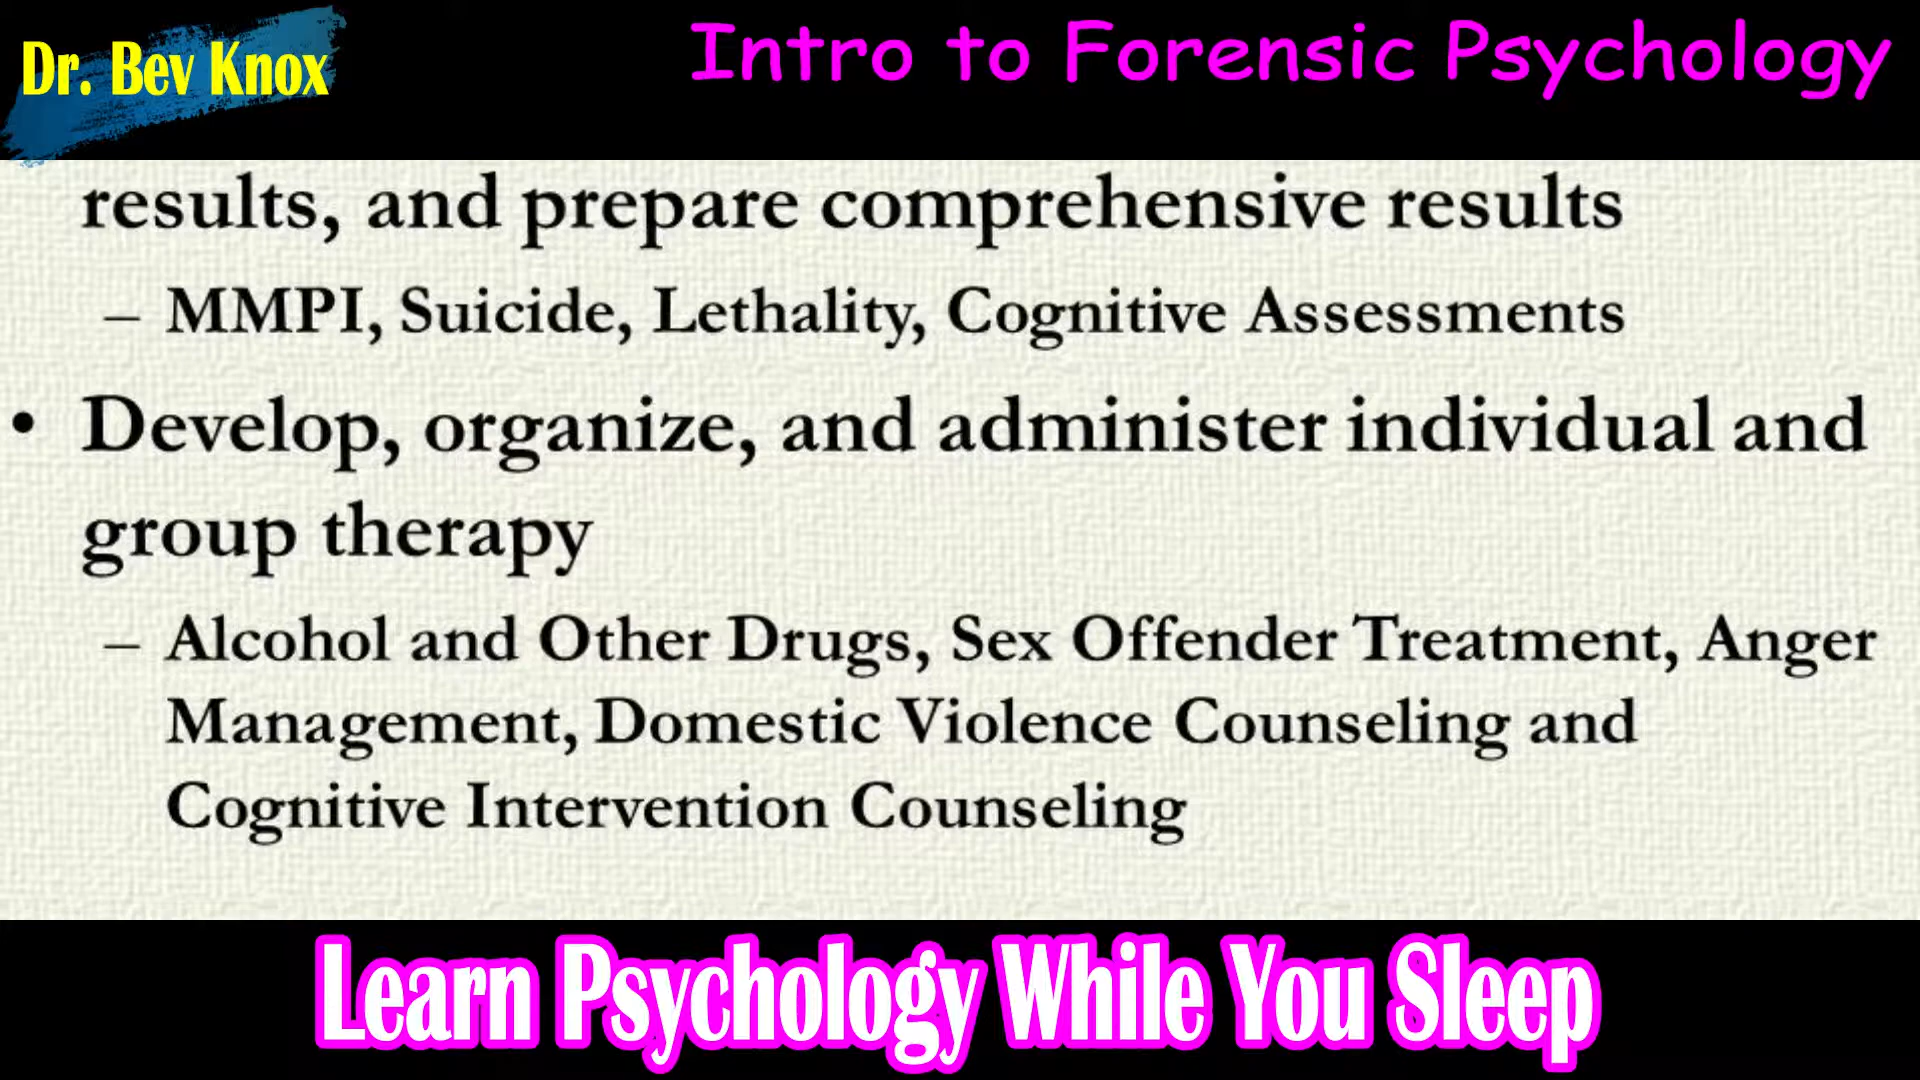 Dr. Bev Knox
Intro to Forensic Psychology
results, and prepare comprehensive results
– MMPI, Suicide, Lethality, Cognitive Assessments
• Develop, organize, and administer individual and
group therapy
– Alcohol and Other Drugs, Sex Offender Treatment, Anger
Management, Domestic Violence Counseling and
Cognitive Intervention Counseling
Learn Psychology While You Sleep